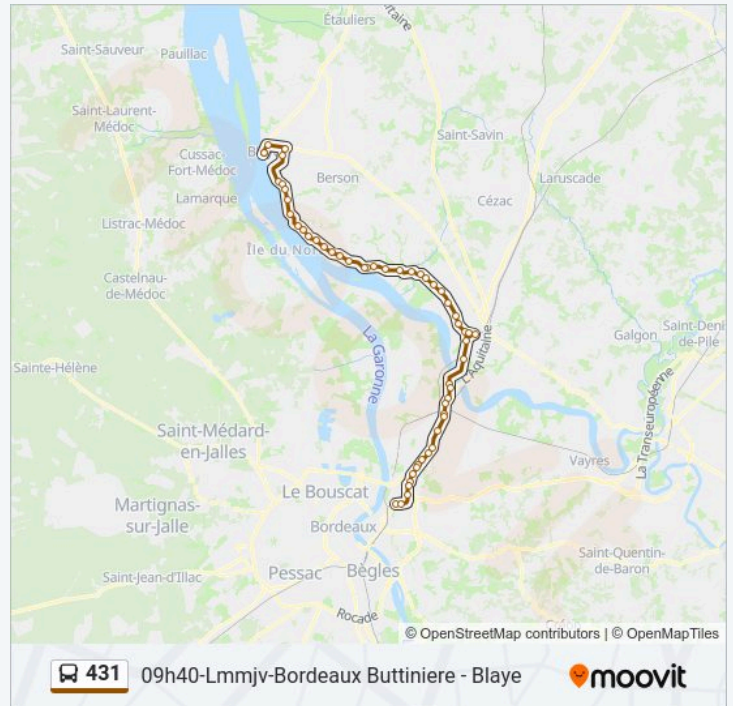 Étauliers
Aquitaine
Saint-Sauveur
Pauillac
Saint-Laurent-
Médoc
Saint-Savin
Cussac-
Fort-Médoc
B
Berson
Laruscade
Lamarque
Cézac
Listrac-Médoc
Île du Nor
Castelnau-
de-Médoc
La Garonne
L'Aquitaine
Galgon
Saint-Deni
de-Pile
Sainte-Hélène
La Transeuropéenne
Saint-Médard-
en-Jalles
Vayres
Le Bouscat
Martignas-
sur-Jalle
Bordeaux
Saint-Quentin-
de-Baron
Saint-Jean-d'Illac
Pessac
Bègles
Rocade
© OpenStreetMap contributors | © OpenMapTiles
431 09h40-Lmmjv-Bordeaux Buttiniere - Blaye moovit